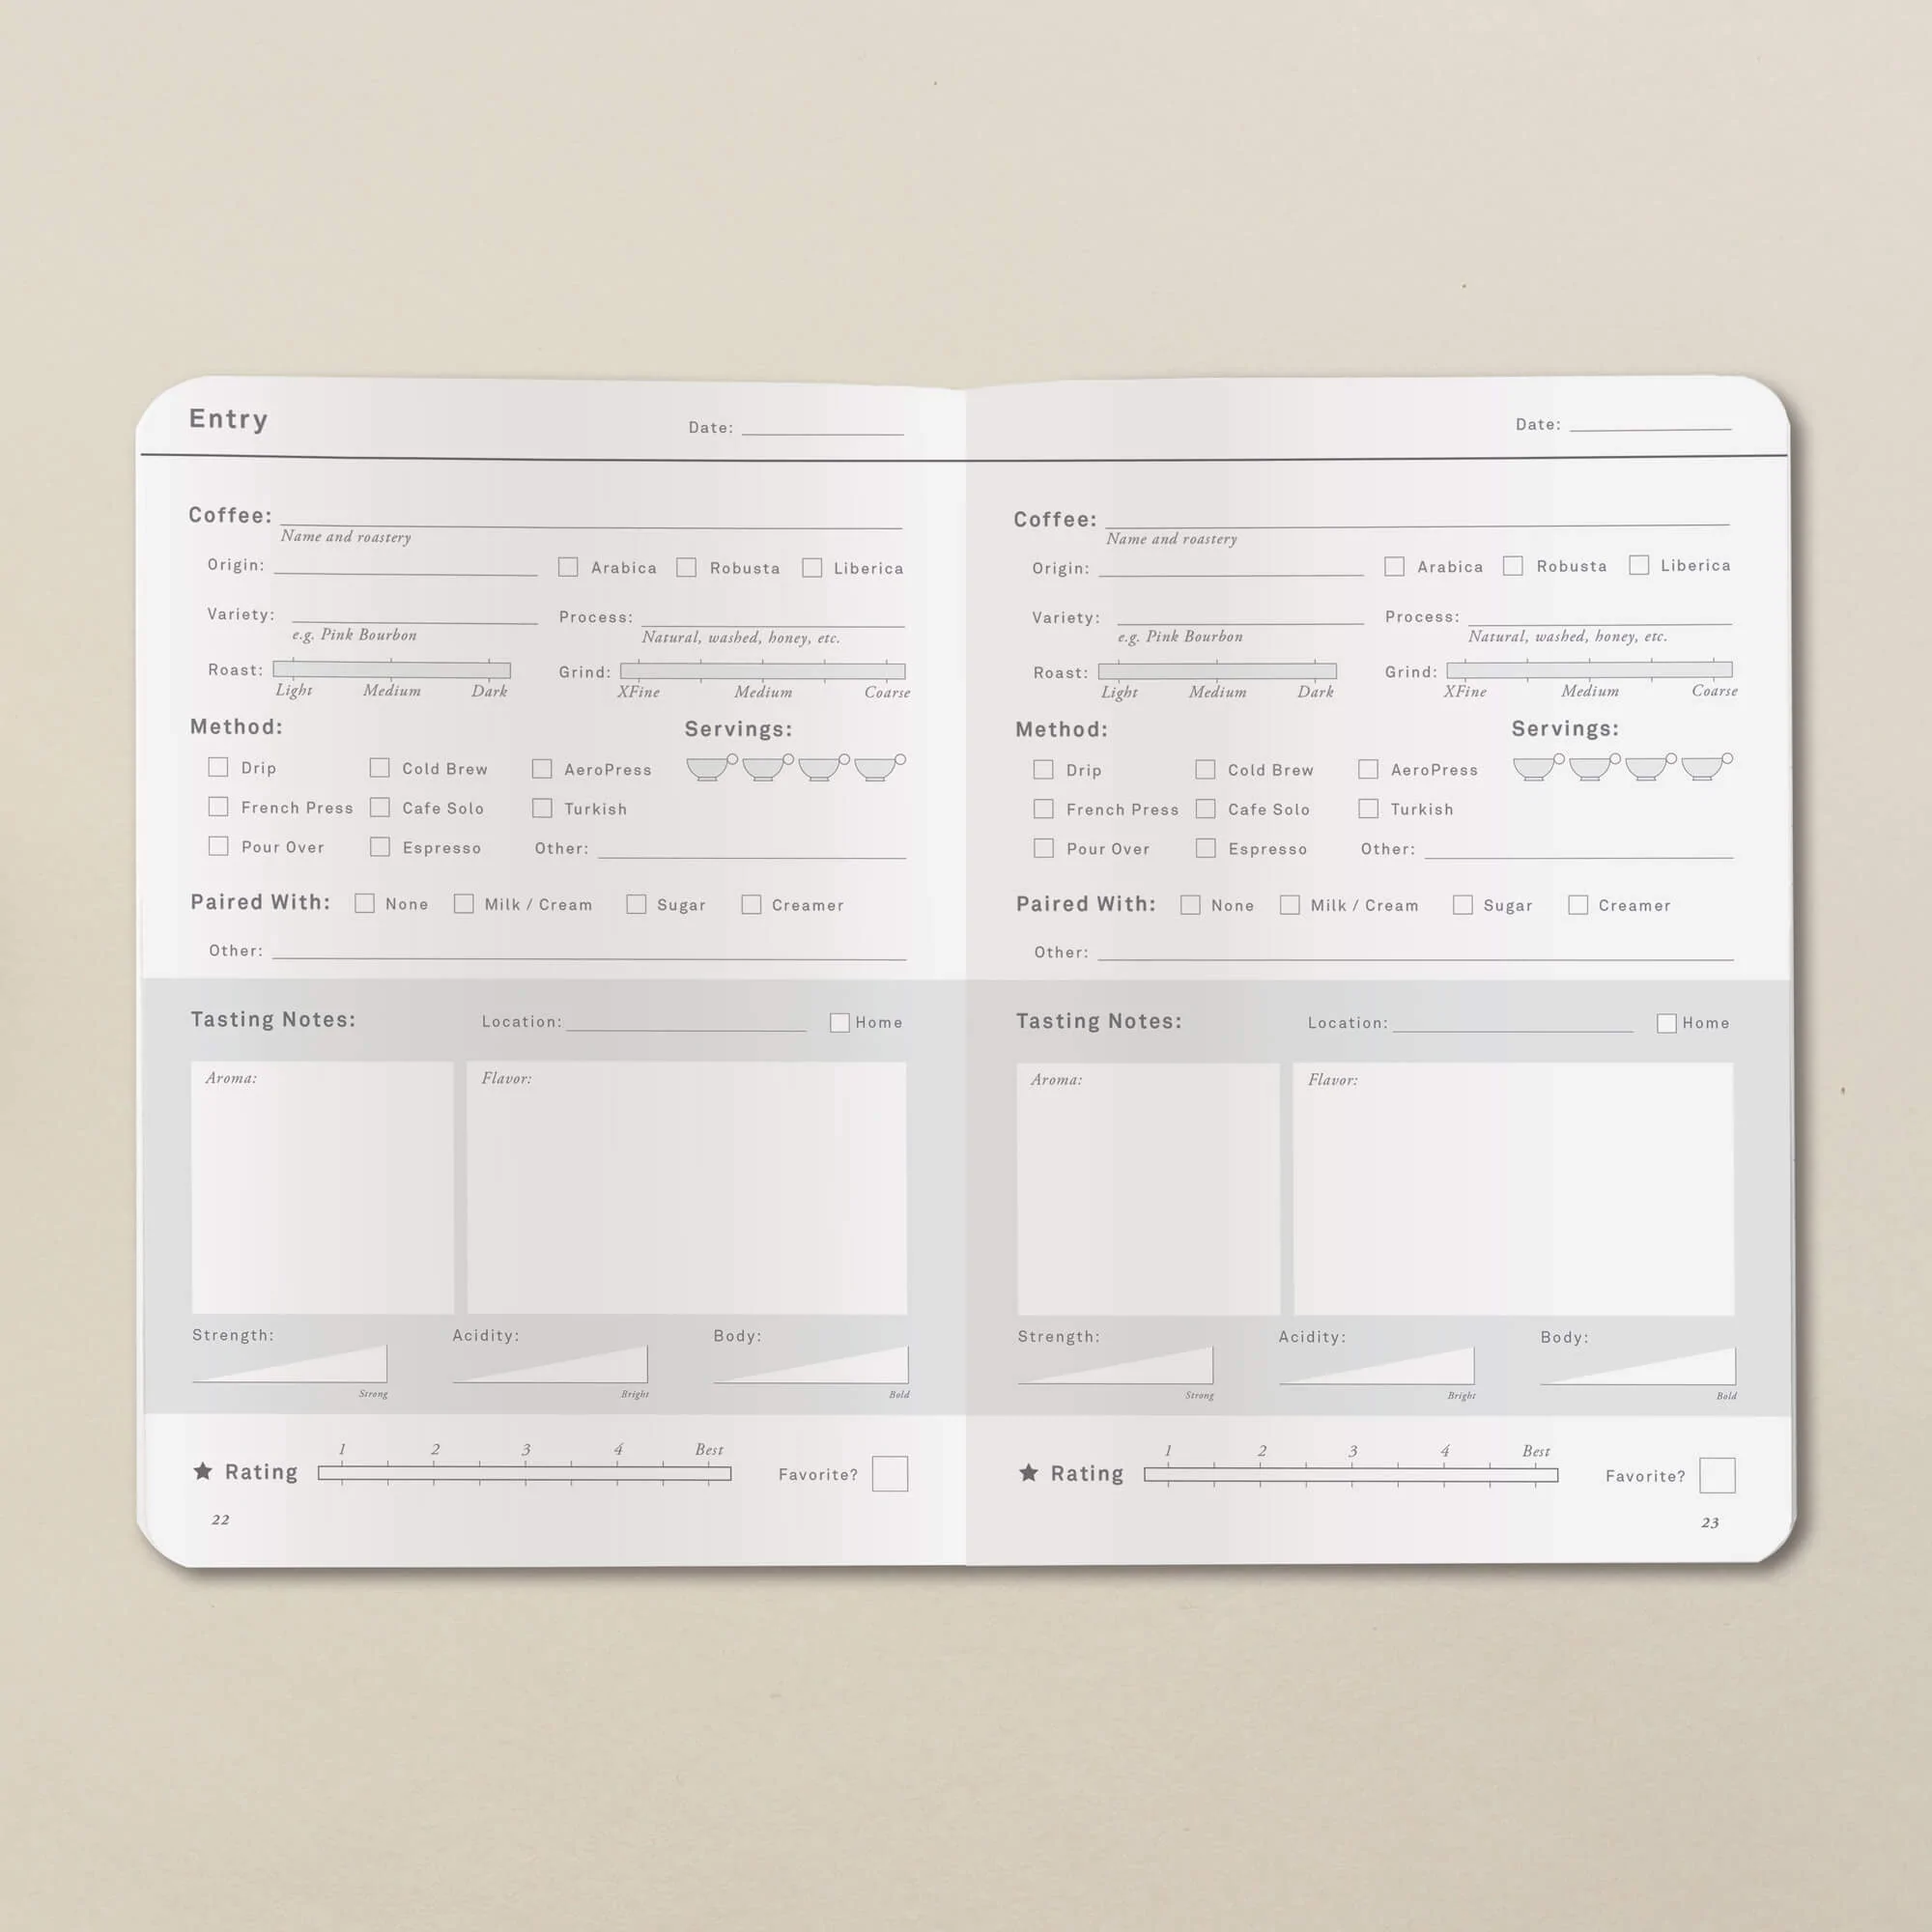 Entry Date:
Coffee:
Name and roastery
Origin: Arabica Robusta Liberica
Variety: Process:
e.g. Pink Bourbon Natural, washed, honey, etc.
Roast: Grind:
Light Medium Dark XFine Medium Coarse
Method: Servings:
Drip Cold Brew AeroPress
French Press Cafe Solo Turkish
Pour Over Espresso Other:
Paired With: None Milk / Cream Sugar Creamer
Other:
Tasting Notes: Location: Home
Aroma: Flavor:
Strength: Acidity: Body:
Strong Bright Bold
1 2 3 4 Best
★ Rating Favorite?
22
Date:
Coffee:
Name and roastery
Origin: Arabica Robusta Liberica
Variety: Process:
e.g. Pink Bourbon Natural, washed, honey, etc.
Roast: Grind:
Light Medium Dark XFine Medium Coarse
Method: Servings:
Drip Cold Brew AeroPress
French Press Cafe Solo Turkish
Pour Over Espresso Other:
Paired With: None Milk / Cream Sugar Creamer
Other:
Tasting Notes: Location: Home
Aroma: Flavor:
Strength: Acidity: Body:
Strong Bright Bold
1 2 3 4 Best
★ Rating Favorite?
23